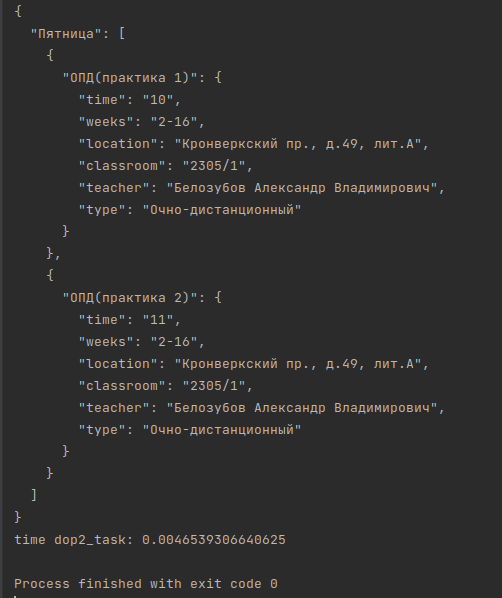 {
  "Пятница": [
    {
      "ОПД(практика 1)": {
        "time": "10",
        "weeks": "2-16",
        "location": "Кронверкский пр., д.49, лит.А",
        "classroom": "2305/1",
        "teacher": "Белозубов Александр Владимирович",
        "type": "Очно-дистанционный"
      }
    },
    {
      "ОПД(практика 2)": {
        "time": "11",
        "weeks": "2-16",
        "location": "Кронверкский пр., д.49, лит.А",
        "classroom": "2305/1",
        "teacher": "Белозубов Александр Владимирович",
        "type": "Очно-дистанционный"
      }
    }
  ]
}
time dop2_task: 0.0046539306640625
Process finished with exit code 0